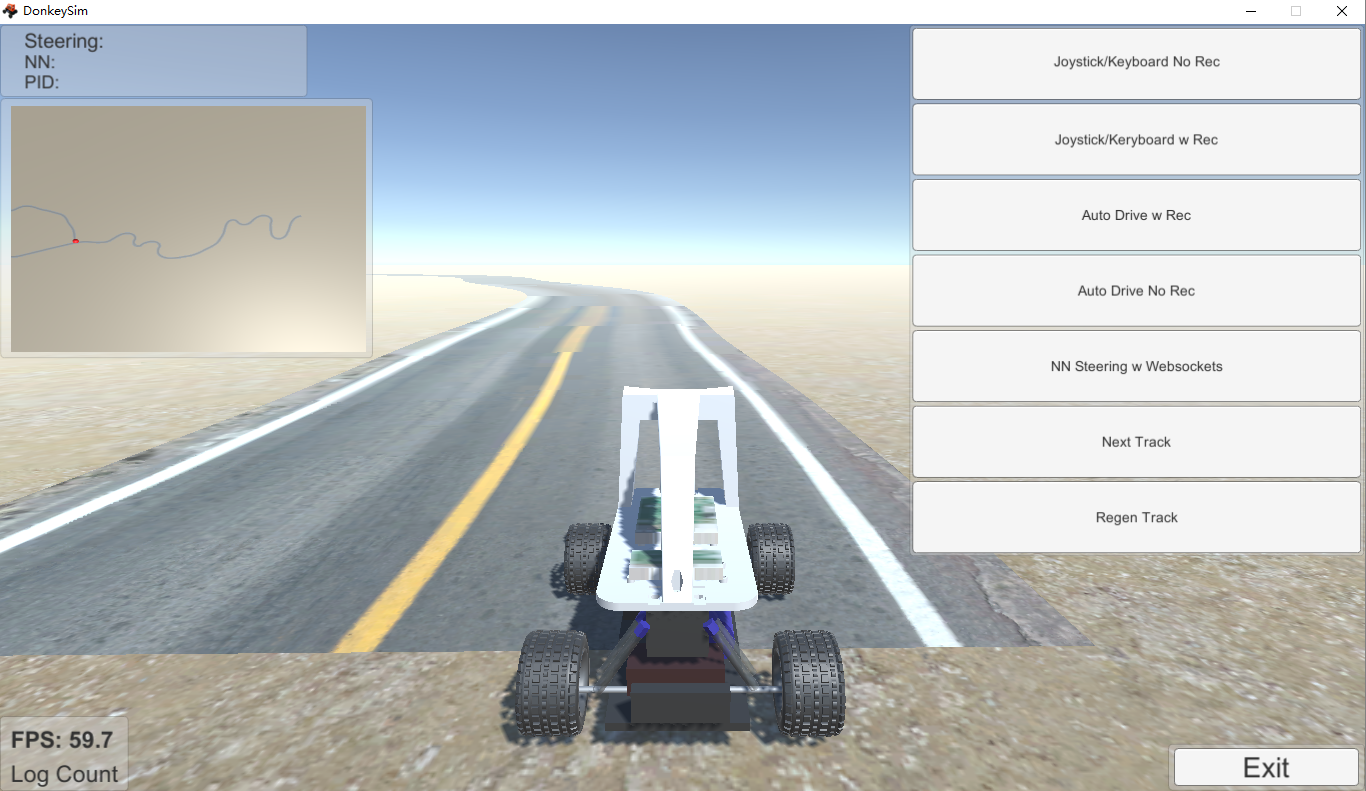 DonkeySim
Steering:
NN:
PID:
Joystick/Keyboard No Rec
Joystick/Keryboard w Rec
Auto Drive w Rec
Auto Drive No Rec
NN Steering w Websockets
Next Track
Regen Track
FPS: 59.7
Log Count
Exit